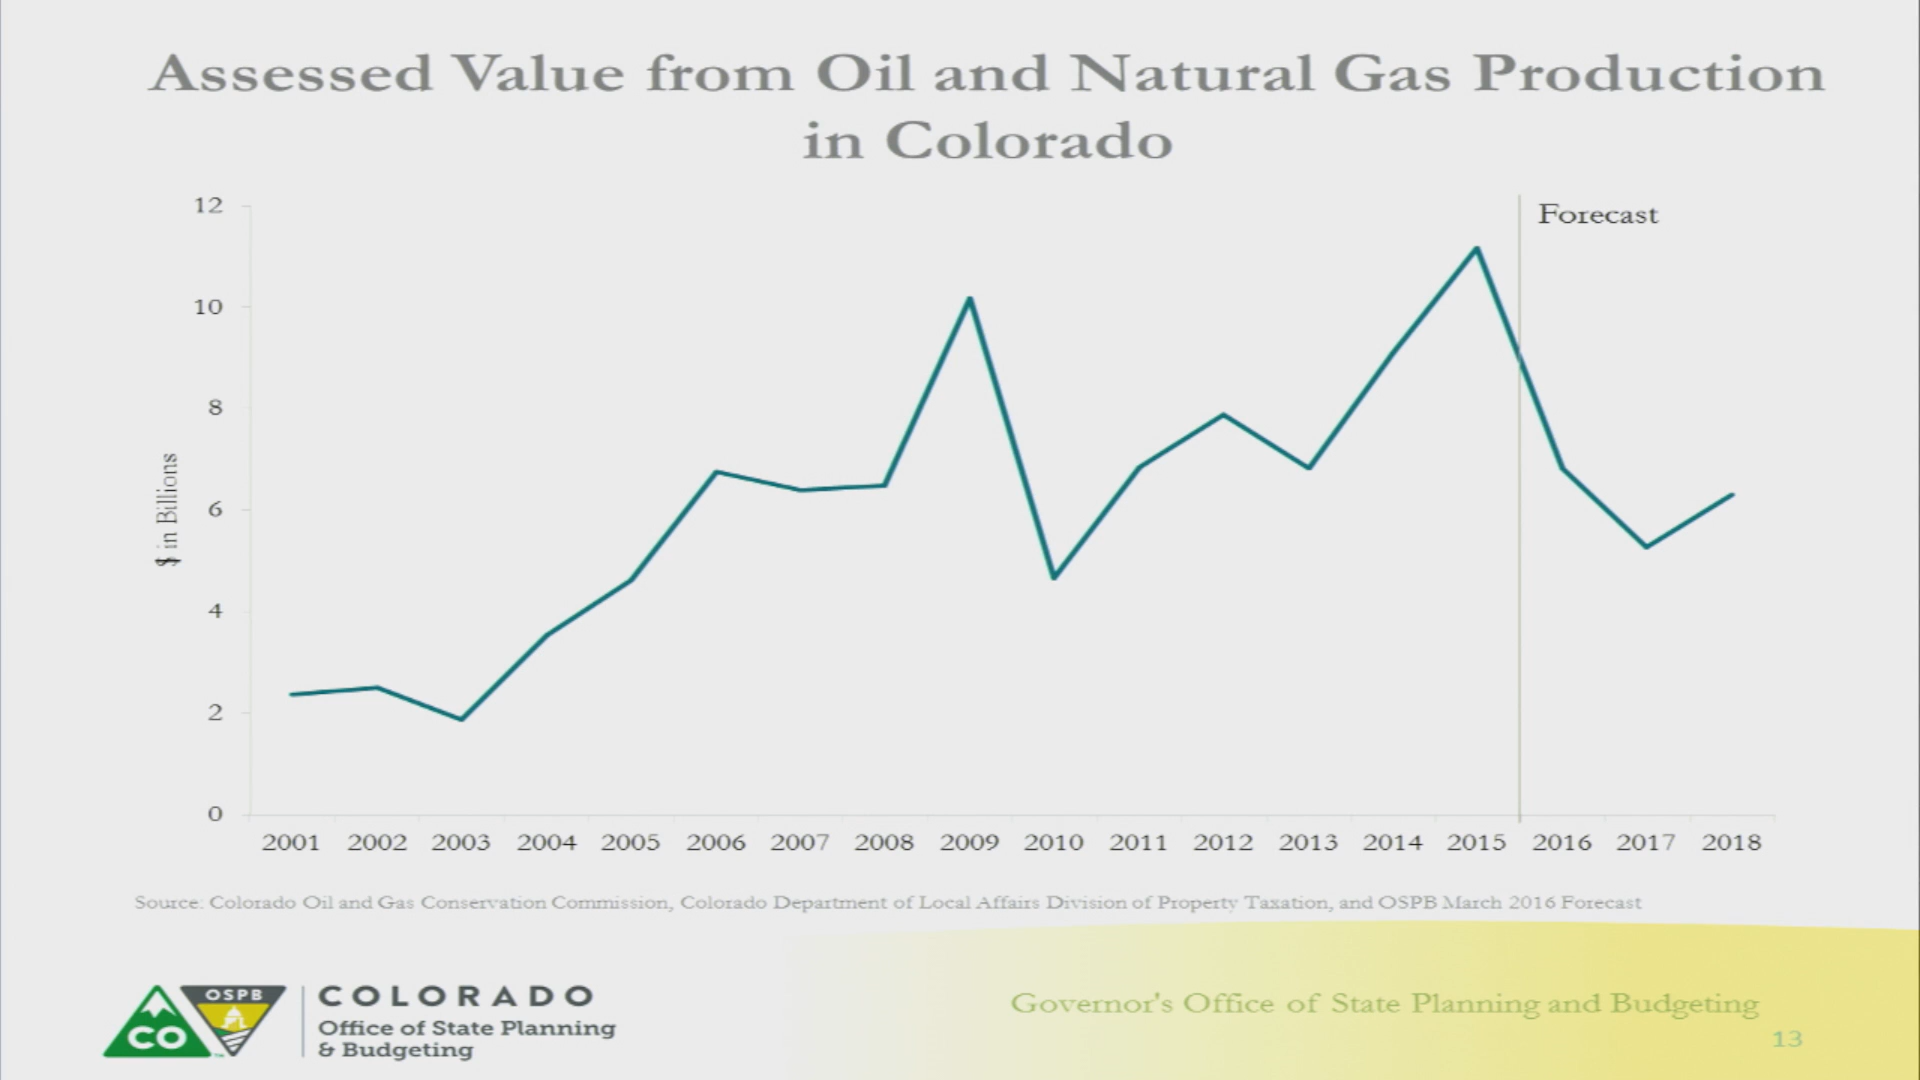 Assessed Value from Oil and Natural Gas Production
in Colorado
12
Forecast
10
8
6
4
2
0
$ in Billions
2001 2002 2003 2004 2005 2006 2007 2008 2009 2010 2011 2012 2013 2014 2015 2016 2017 2018
Source: Colorado Oil and Gas Conservation Commission, Colorado Department of Local Affairs Division of Property Taxation, and OSPB March 2016 Forecast
OSPB
CO
TM
COLORADO
Office of State Planning
& Budgeting
Governor's Office of State Planning and Budgeting
13